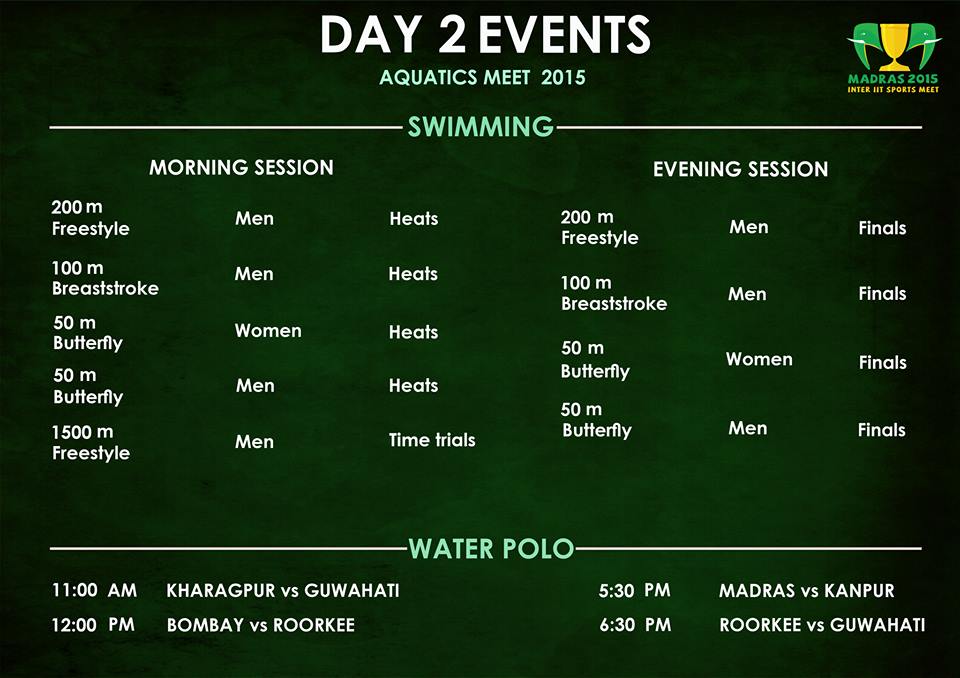 DAY 2 EVENTS
AQUATICS MEET 2015
MADRAS 2015
INTER IIT SPORTS MEET
SWIMMING
MORNING SESSION
200 m
Freestyle
Men
Heats
100 m
Breaststroke
Men
Heats
50 m
Butterfly
Women
Heats
50 m
Butterfly
Men
Heats
1500 m
Freestyle
Men
Time trials
EVENING SESSION
200 m
Freestyle
Men
Finals
100 m
Breaststroke
Men
Finals
50 m
Butterfly
Women
Finals
50 m
Butterfly
Men
Finals
WATER POLO
11:00 AM KHARAGPUR vs GUWAHATI
12:00 PM BOMBAY vs ROORKEE
5:30 PM MADRAS vs KANPUR
6:30 PM ROORKEE vs GUWAHATI